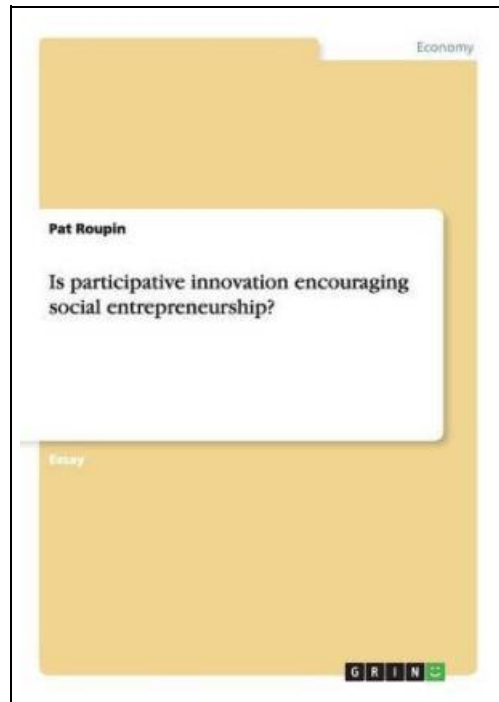 Economy
Pat Roupin
Is participative innovation encouraging
social entrepreneurship?
Essay
GRIN